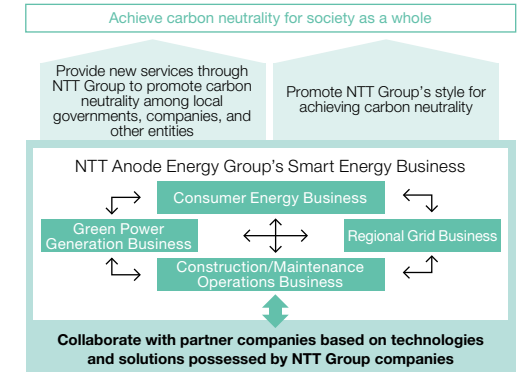 Achieve carbon neutrality for society as a whole
Provide new services through
NTT Group to promote carbon
neutrality among local
governments, companies, and
other entities
Promote NTT Group's style for
achieving carbon neutrality
NTT Anode Energy Group's Smart Energy Business
Consumer Energy Business
Green Power
Generation Business
Regional Grid Business
Construction/Maintenance
Operations Business
Collaborate with partner companies based on technologies
and solutions possessed by NTT Group companies